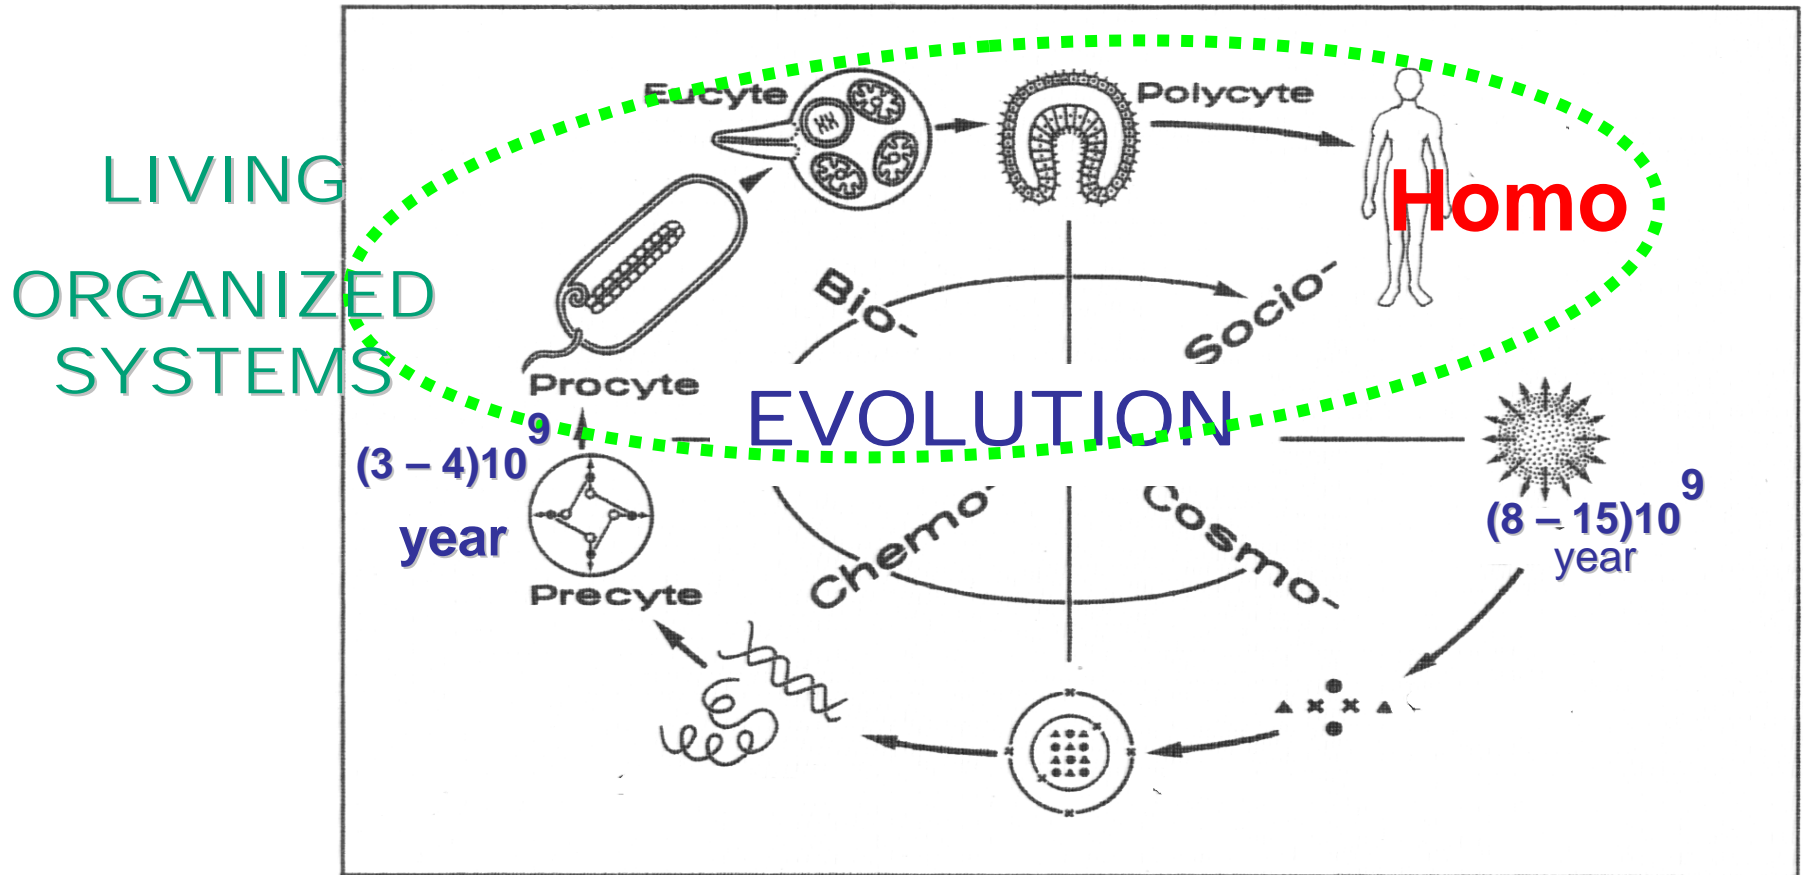 Eucyte
Polycyte
LIVING
Homo
ORGANIZED
SYSTEMS
Bio-
Socio-
Procyte
EVOLUTION
(3 – 4)10^9
year
(8 – 15)10^9
year
Chemo-
Cosmo-
Precyte